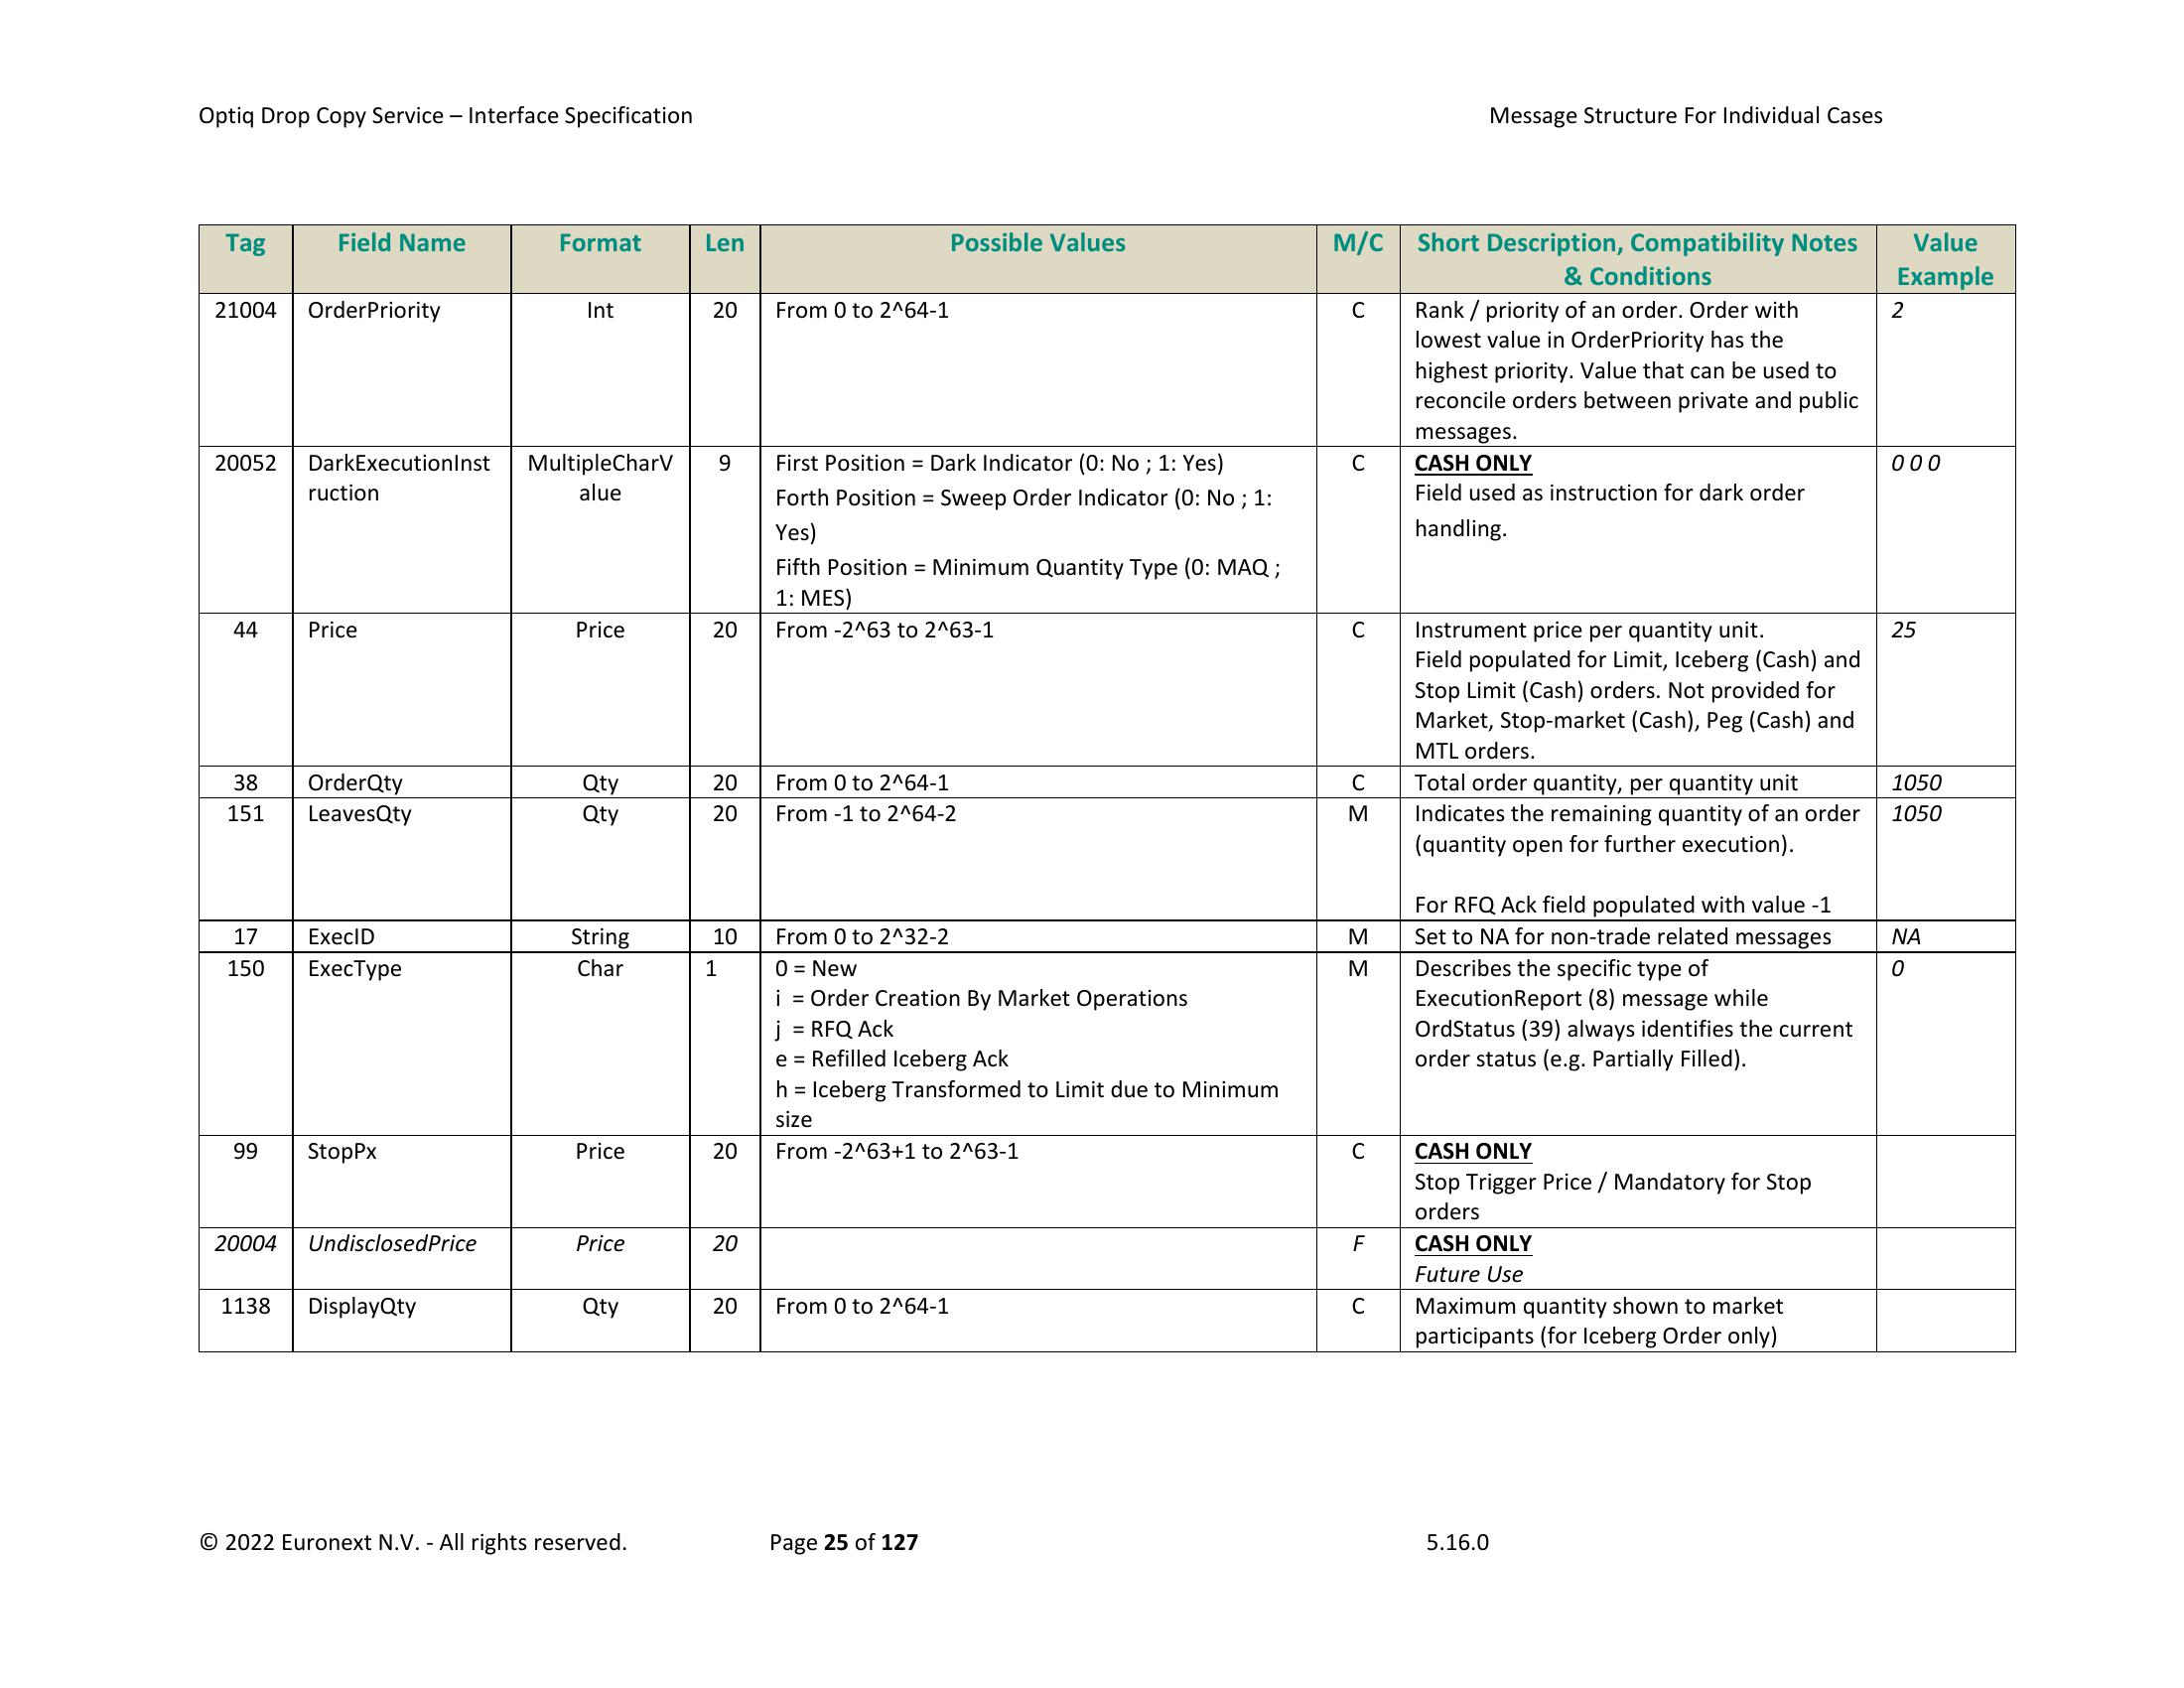 Optiq Drop Copy Service – Interface Specification
Message Structure For Individual Cases
Tag Field Name Format Len Possible Values M/C Short Description, Compatibility Notes & Conditions Value Example
21004 OrderPriority Int 20 From 0 to 2^64-1 C Rank / priority of an order. Order with 2
lowest value in OrderPriority has the
highest priority. Value that can be used to
reconcile orders between private and public
messages.
20052 DarkExecutionInst MultipleCharV 9 First Position = Dark Indicator (0: No ; 1: Yes) C CASH ONLY 0 0 0
ruction alue Forth Position = Sweep Order Indicator (0: No ; 1: Field used as instruction for dark order
Yes) handling.
Fifth Position = Minimum Quantity Type (0: MAQ ;
1: MES)
44 Price Price 20 From -2^63 to 2^63-1 C Instrument price per quantity unit. 25
Field populated for Limit, Iceberg (Cash) and
Stop Limit (Cash) orders. Not provided for
Market, Stop-market (Cash), Peg (Cash) and
MTL orders.
38 OrderQty Qty 20 From 0 to 2^64-1 C Total order quantity, per quantity unit 1050
151 LeavesQty Qty 20 From -1 to 2^64-2 M Indicates the remaining quantity of an order 1050
(quantity open for further execution).
For RFQ Ack field populated with value -1
17 ExecID String 10 From 0 to 2^32-2 M Set to NA for non-trade related messages NA
150 ExecType Char 1 0 = New M Describes the specific type of 0
i = Order Creation By Market Operations ExecutionReport (8) message while
j = RFQ Ack OrdStatus (39) always identifies the current
e = Refilled Iceberg Ack order status (e.g. Partially Filled).
h = Iceberg Transformed to Limit due to Minimum
size
99 StopPx Price 20 From -2^63+1 to 2^63-1 C CASH ONLY
Stop Trigger Price / Mandatory for Stop
orders
20004 UndisclosedPrice Price 20 F CASH ONLY
Future Use
1138 DisplayQty Qty 20 From 0 to 2^64-1 C Maximum quantity shown to market
participants (for Iceberg Order only)
© 2022 Euronext N.V. - All rights reserved. Page 25 of 127 5.16.0